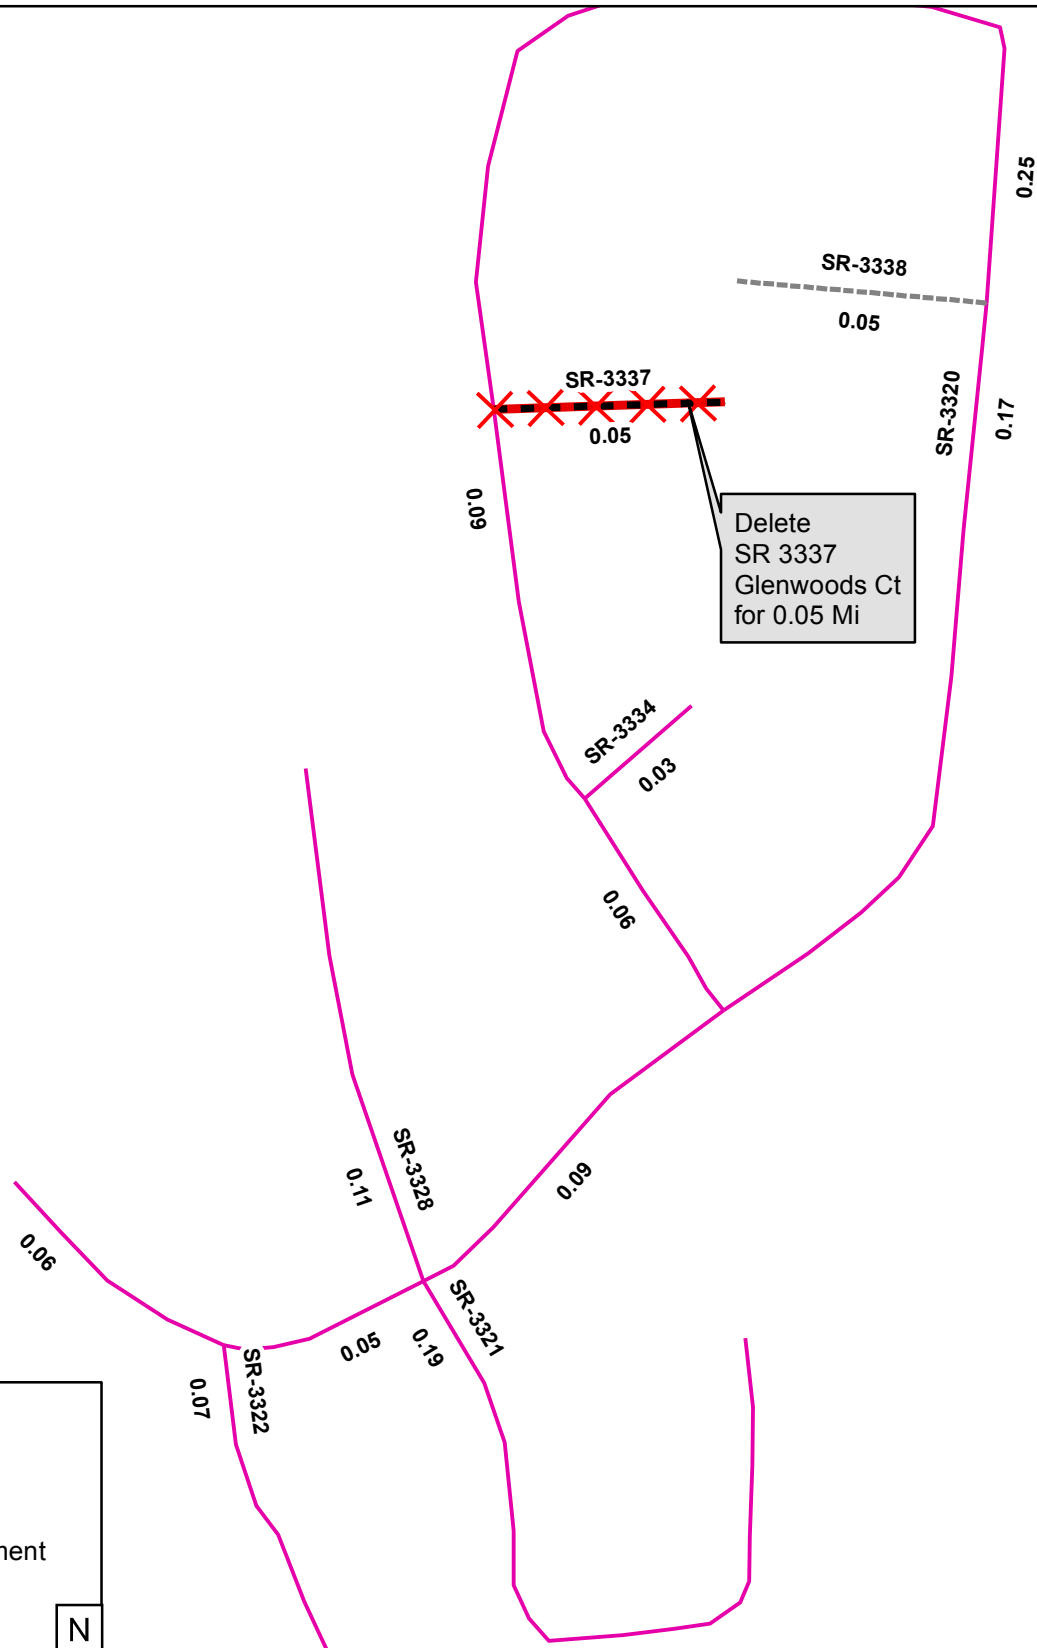 0.25
SR-3338
0.05
SR-3337
0.05
SR-3320
0.17
0.09
Delete
SR 3337
Glenwoods Ct
for 0.05 Mi
SR-3334
0.03
0.06
SR-3328
0.11
0.09
0.06
SR-3321
0.19
0.05
SR-3322
0.07
N